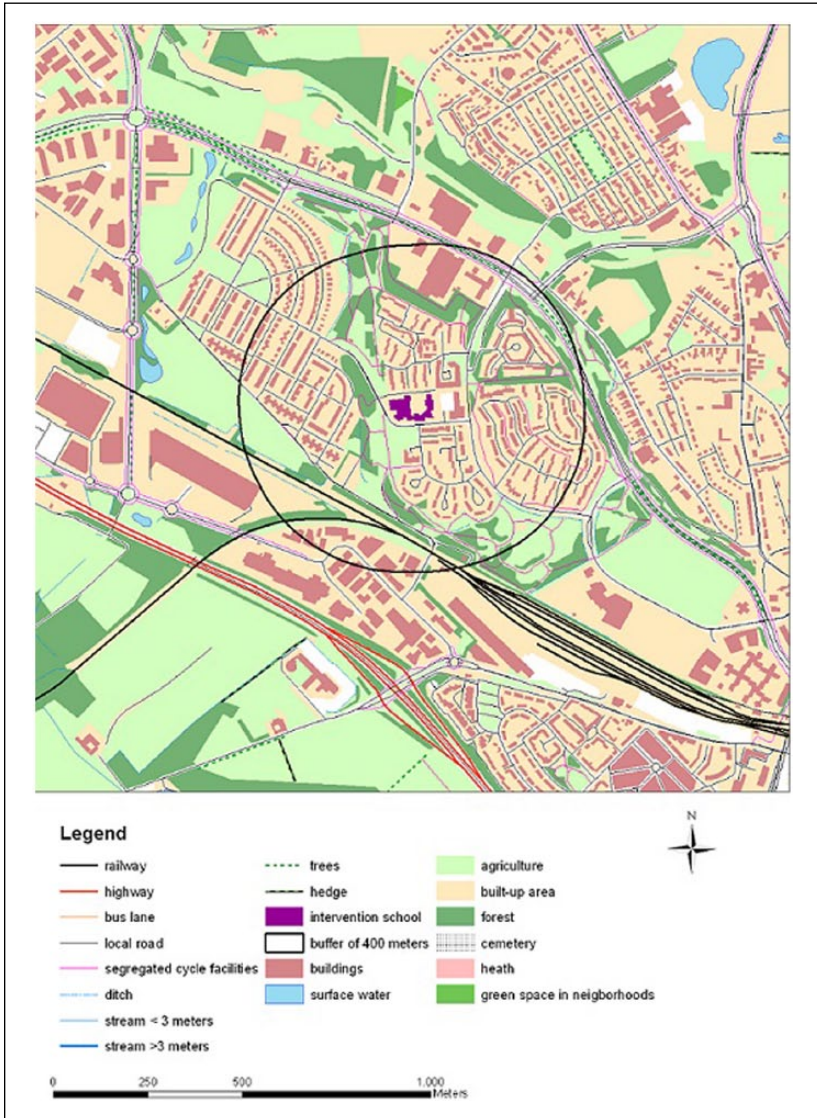 N
Legend
railway
highway
bus lane
local road
segregated cycle facilities
ditch
stream < 3 meters
stream >3 meters
trees
hedge
intervention school
buffer of 400 meters
buildings
surface water
agriculture
built-up area
forest
cemetery
heath
green space in neigborhoods
0 250 500 1.000
Meters